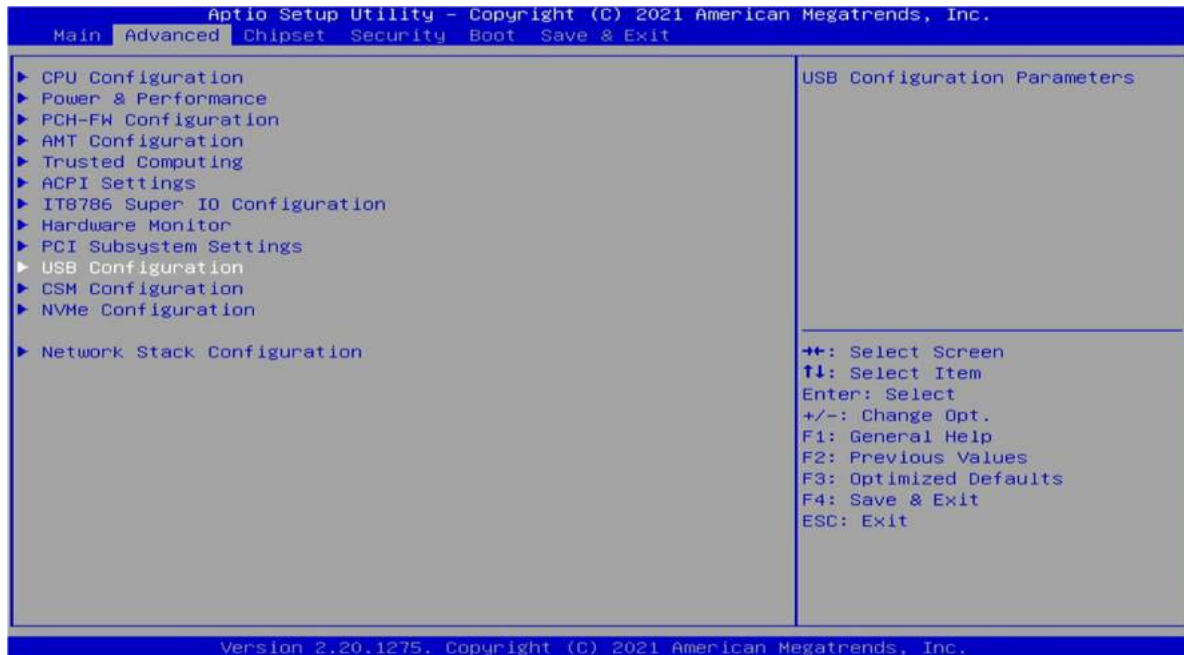 Aptio Setup Utility – Copyright (C) 2021 American Megatrends, Inc.
Main Advanced Chipset Security Boot Save & Exit
▶ CPU Configuration
▶ Power & Performance
▶ PCH-FW Configuration
▶ AMT Configuration
▶ Trusted Computing
▶ ACPI Settings
▶ IT8786 Super IO Configuration
▶ Hardware Monitor
▶ PCI Subsystem Settings
▶ USB Configuration
▶ CSM Configuration
▶ NVMe Configuration
▶ Network Stack Configuration
USB Configuration Parameters
→←: Select Screen
↑↓: Select Item
Enter: Select
+/-: Change Opt.
F1: General Help
F2: Previous Values
F3: Optimized Defaults
F4: Save & Exit
ESC: Exit
Version 2.20.1275. Copyright (C) 2021 American Megatrends, Inc.